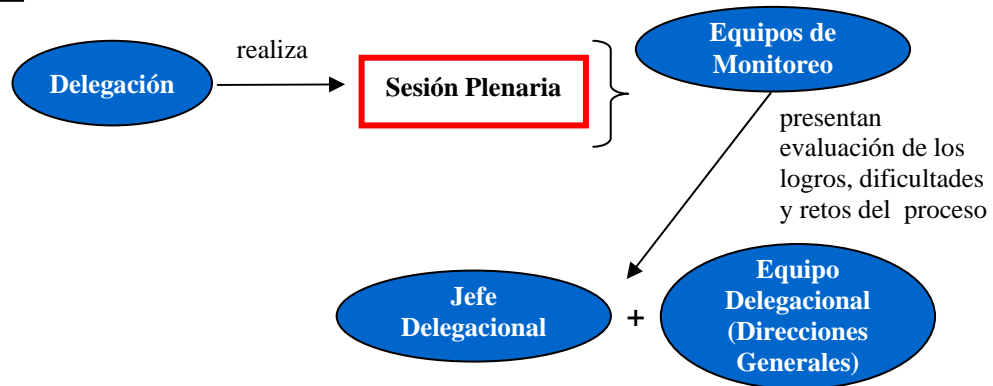 Delegación
realiza
Sesión Plenaria
Equipos de
Monitoreo
presentan
evaluación de los
logros, dificultades
y retos del proceso
Jefe
Delegacional
+
Equipo
Delegacional
(Direcciones
Generales)